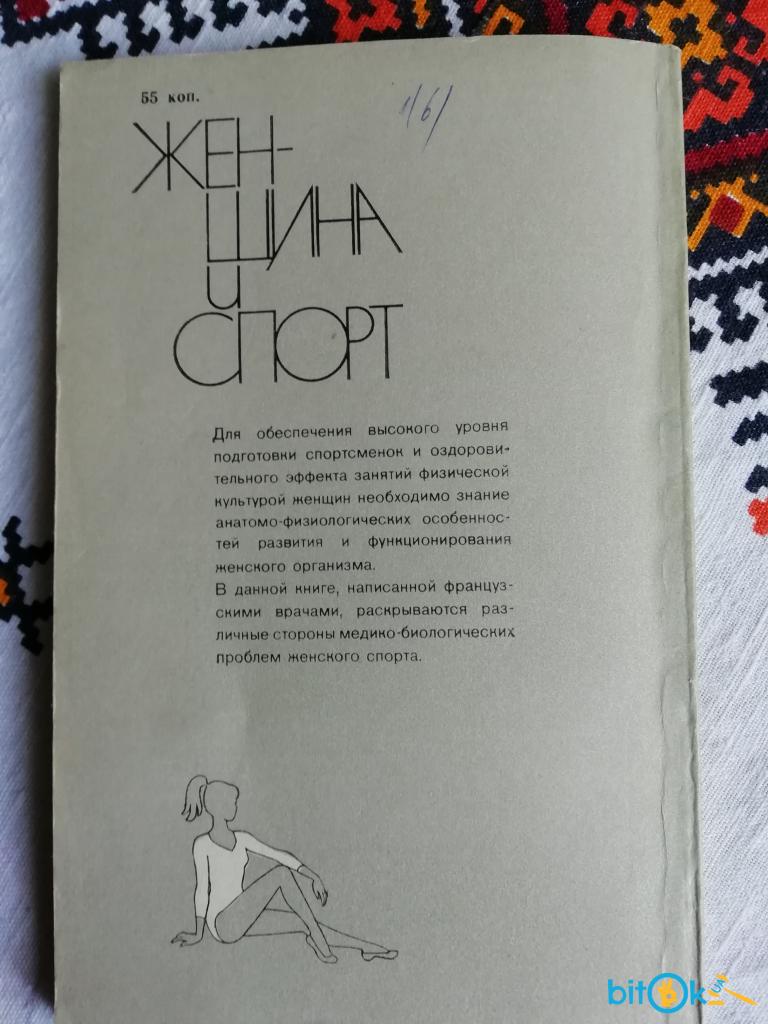 55 коп.
1/6/
ЖЕН-
ЩИНА
И
СПОРТ
Для обеспечения высокого уровня
подготовки спортсменок и оздорови-
тельного эффекта занятий физической
культурой женщин необходимо знание
анатомо-физиологических особеннос-
тей развития и функционирования
женского организма.
В данной книге, написанной француз-
скими врачами, раскрываются раз-
личные стороны медико-биологических
проблем женского спорта.
bitok.UA